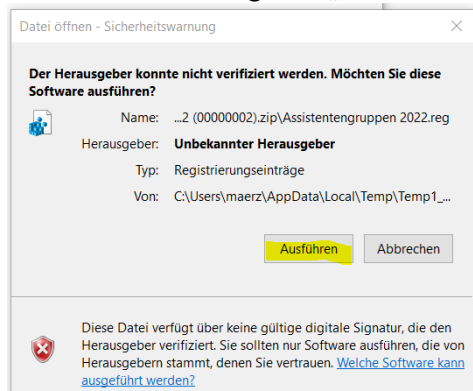 Datei öffnen - Sicherheitswarnung
Der Herausgeber konnte nicht verifiziert werden. Möchten Sie diese
Software ausführen?
Name: ...2 (00000002).zip\Assistentengruppen 2022.reg
Herausgeber: Unbekannter Herausgeber
Typ: Registrierungseinträge
Von: C:\Users\maerz\AppData\Local\Temp\Temp1_...
Ausführen Abbrechen
Diese Datei verfügt über keine gültige digitale Signatur, die den
Herausgeber verifiziert. Sie sollten nur Software ausführen, die von
Herausgebern stammt, denen Sie vertrauen. Welche Software kann
ausgeführt werden?